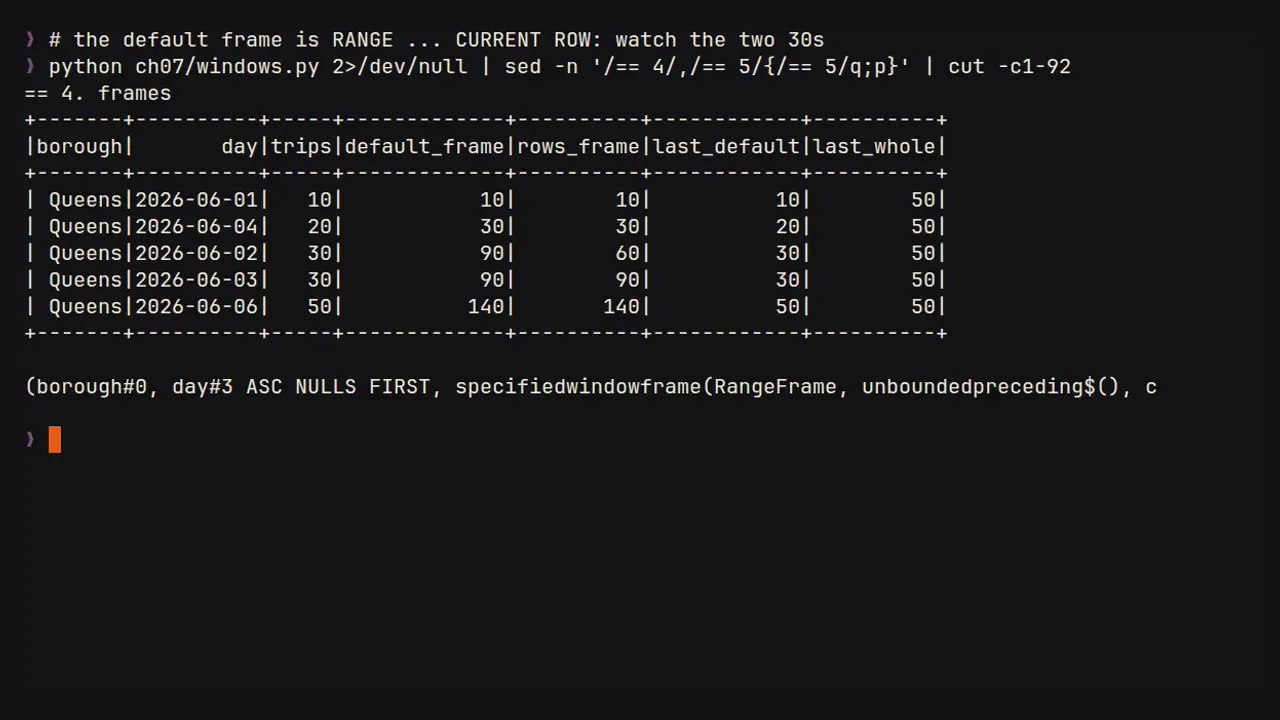 ❯ # the default frame is RANGE ... CURRENT ROW: watch the two 30s
❯ python ch07/windows.py 2>/dev/null | sed -n '/== 4/,/== 5/{/== 5/q;p}' | cut -c1-92
== 4. frames
+-------+----------+-----+-------------+----------+------------+----------+
|borough|       day|trips|default_frame|rows_frame|last_default|last_whole|
+-------+----------+-----+-------------+----------+------------+----------+
| Queens|2026-06-01|   10|           10|        10|          10|        50|
| Queens|2026-06-04|   20|           30|        30|          20|        50|
| Queens|2026-06-02|   30|           90|        60|          30|        50|
| Queens|2026-06-03|   30|           90|        90|          30|        50|
| Queens|2026-06-06|   50|          140|       140|          50|        50|
+-------+----------+-----+-------------+----------+------------+----------+
(borough#0, day#3 ASC NULLS FIRST, specifiedwindowframe(RangeFrame, unboundedpreceding$(), c
❯